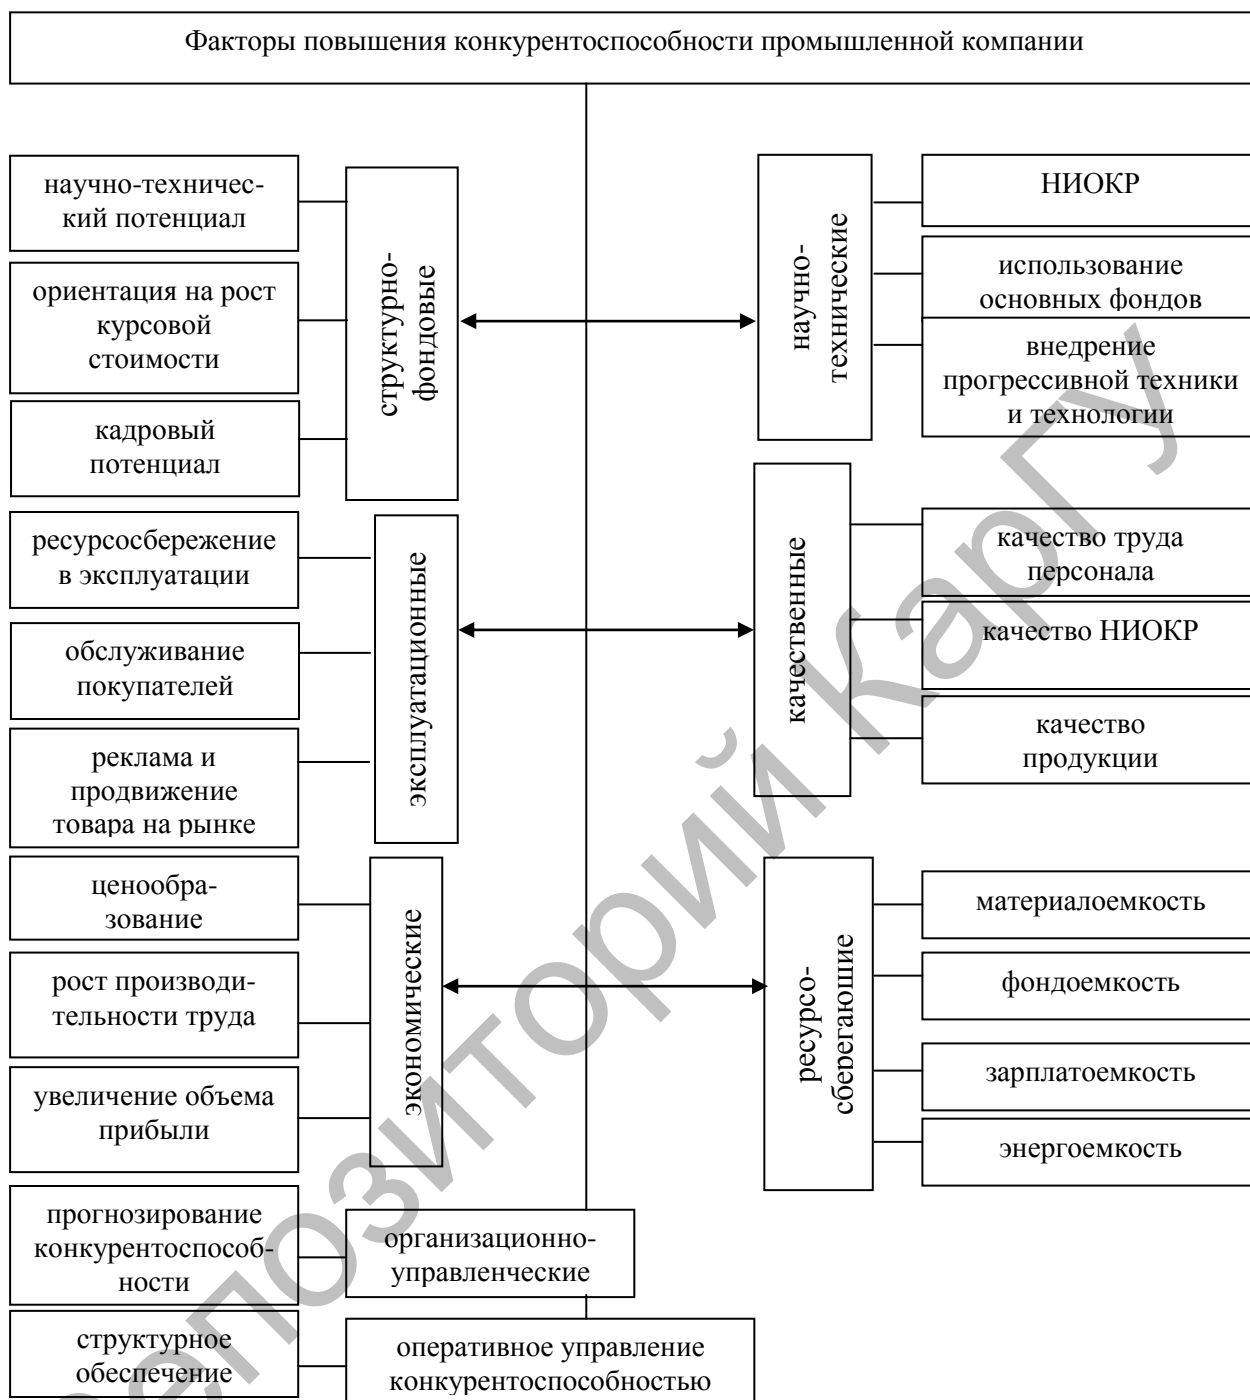 Факторы повышения конкурентоспособности промышленной компании
научно-техничес-
кий потенциал
ориентация на рост
курсовой
стоимости
кадровый
потенциал
структурно-
фондовые
научно-
технические
НИОКР
использование
основных фондов
внедрение
прогрессивной техники
и технологии
ресурсосбережение
в эксплуатации
обслуживание
покупателей
реклама и
продвижение
товара на рынке
эксплуатационные
качественные
качество труда
персонала
качество НИОКР
качество
продукции
ценообра-
зование
рост производи-
тельности труда
увеличение объема
прибыли
экономические
ресурсо-
сберегающие
материалоемкость
фондоемкость
зарплатоемкость
энергоемкость
прогнозирование
конкурентоспособ-
ности
организационно-
управленческие
структурное
обеспечение
оперативное управление
конкурентоспособностью
Репозиторий КарГУ